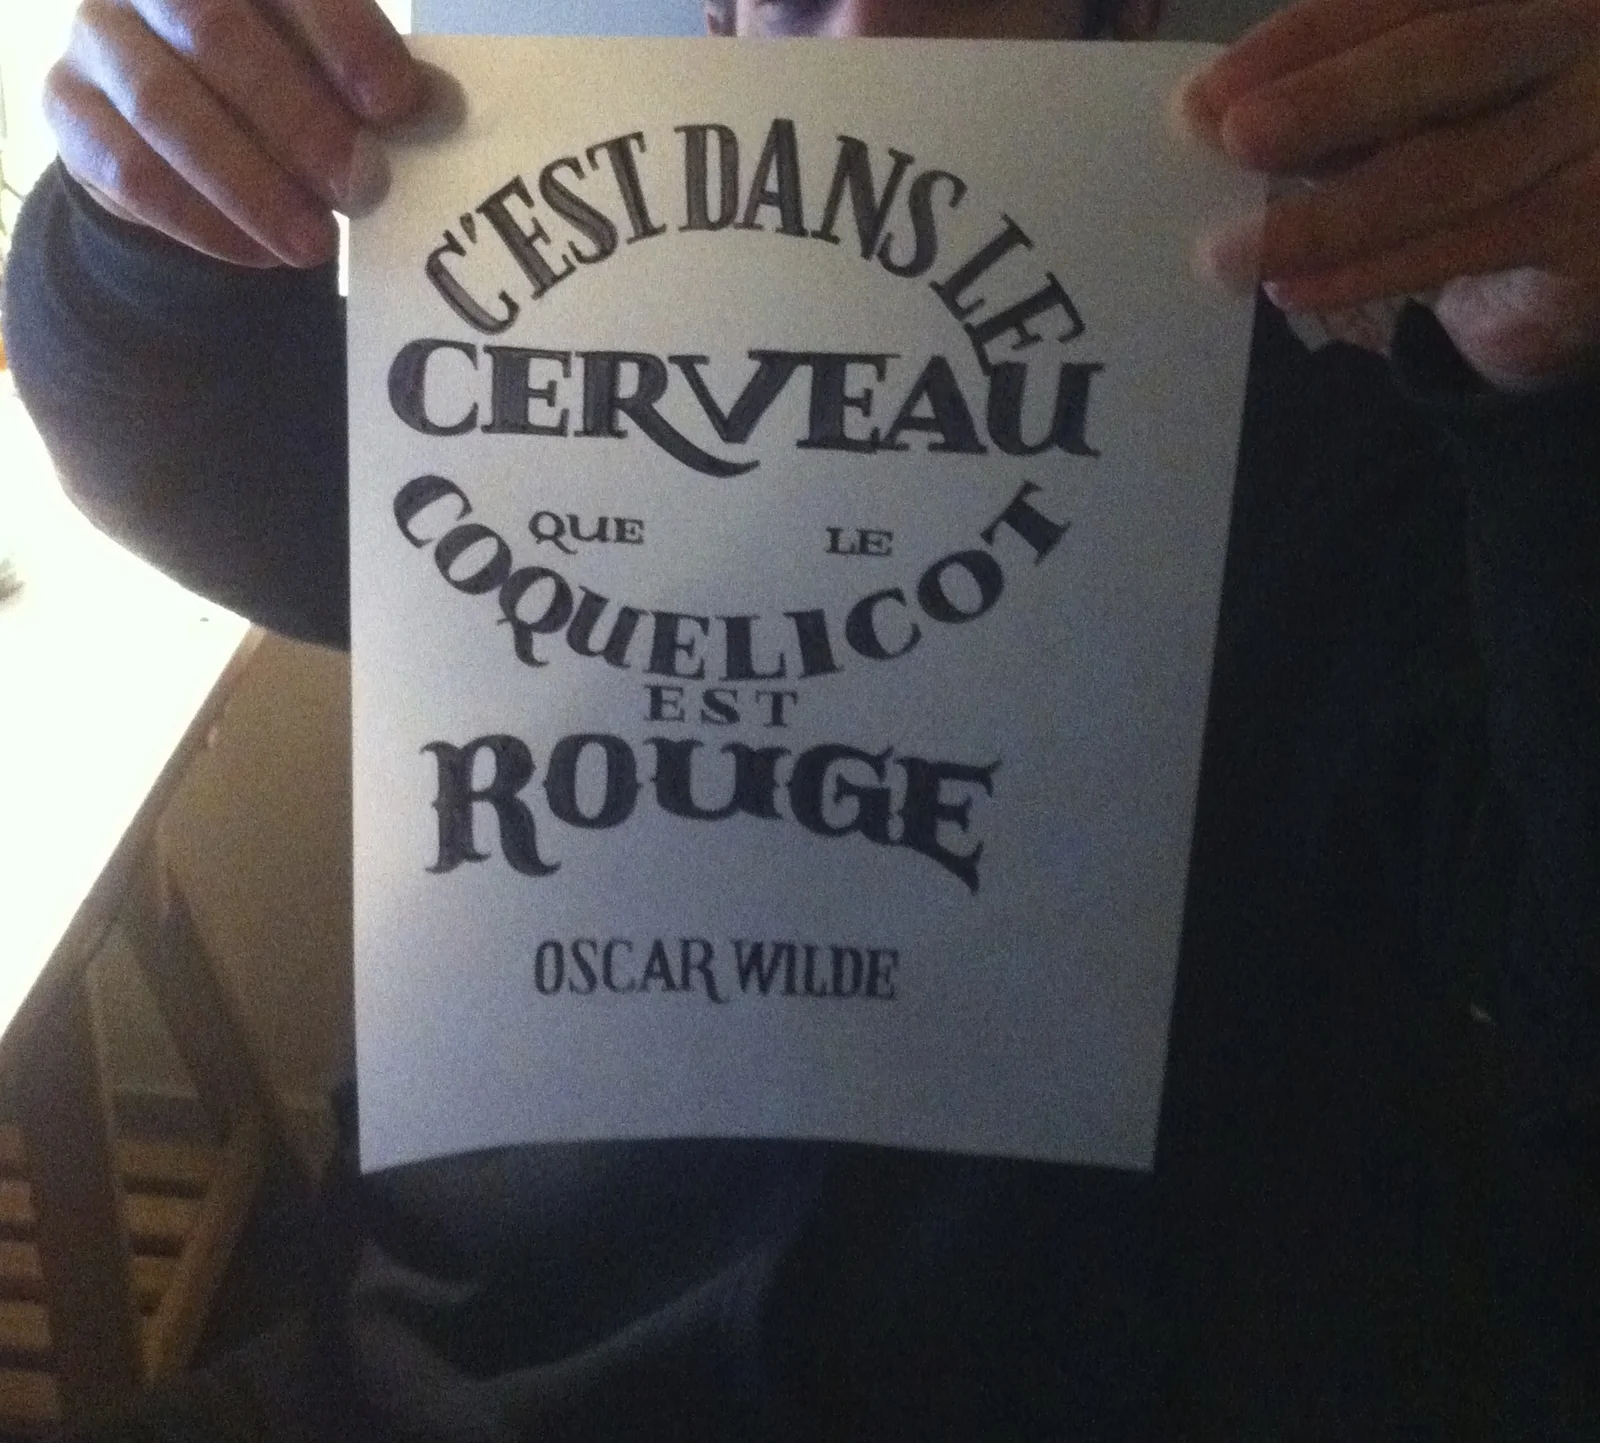 C'EST DANS LE
CERVEAU
QUE LE
COQUELICOT
EST
ROUGE
OSCAR WILDE